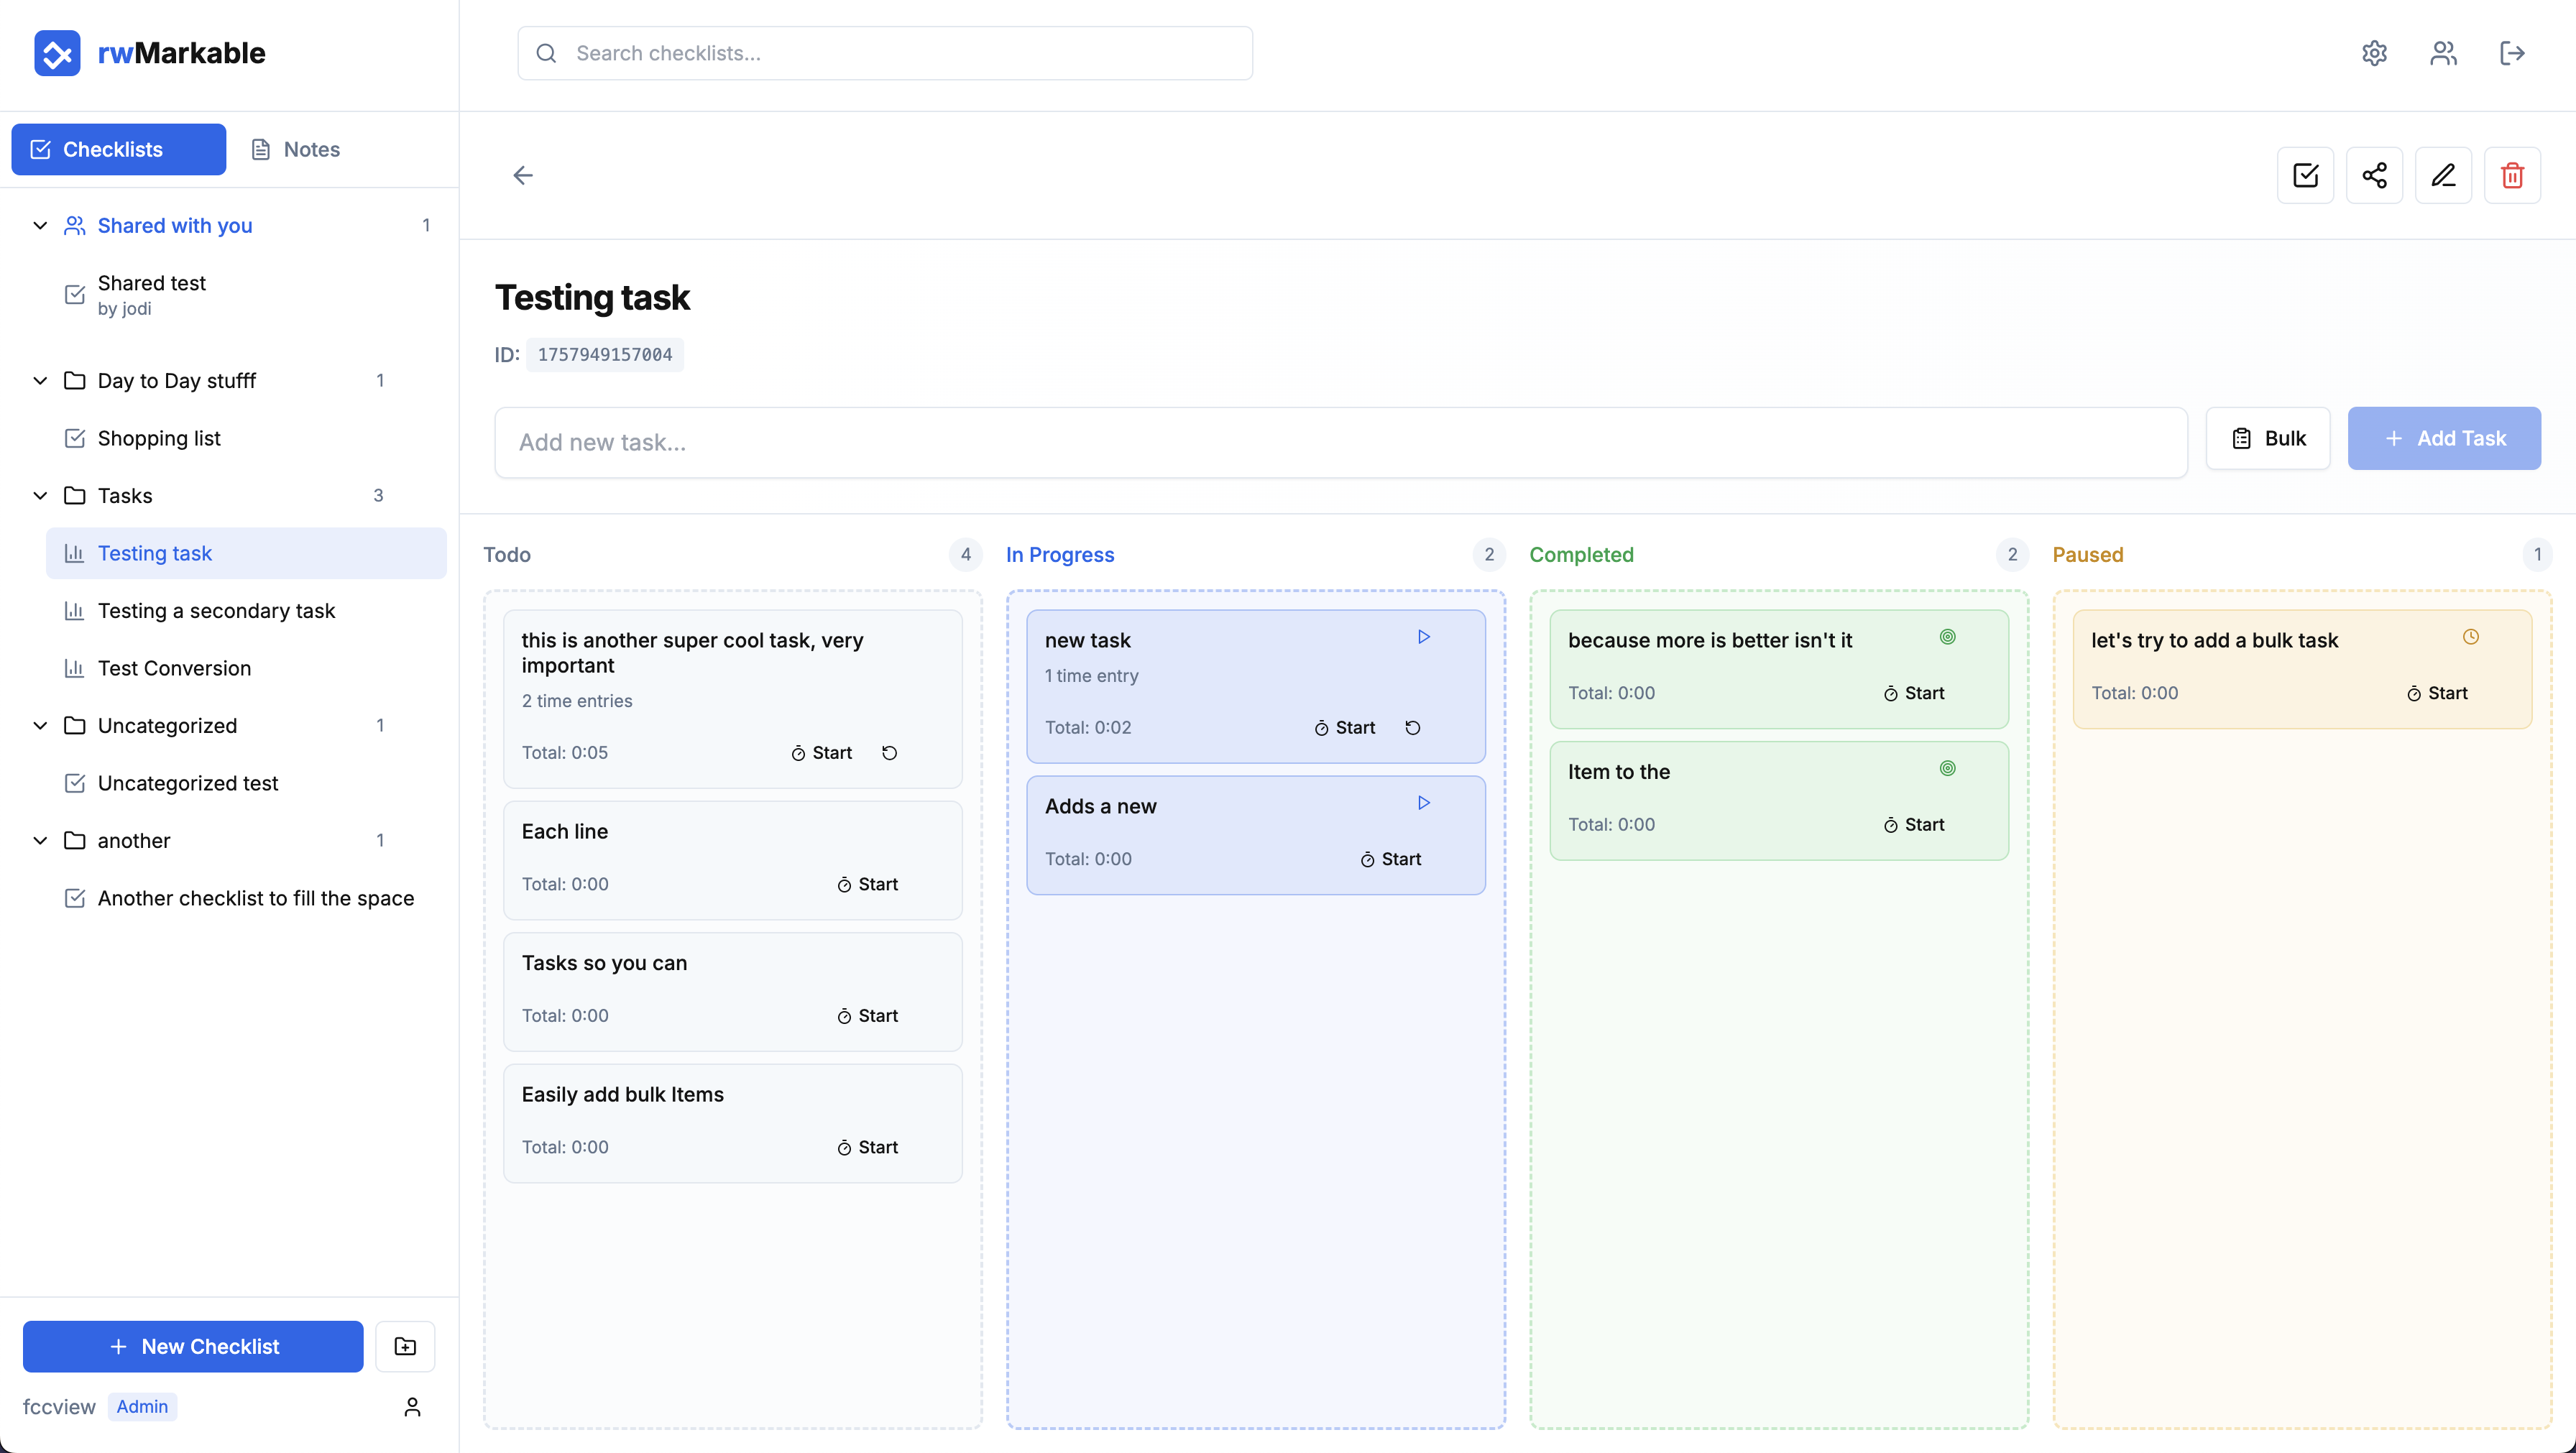 rwMarkable
Search checklists...
Checklists
Notes
Shared with you 1
Shared test
by jodi
Day to Day stufff 1
Shopping list
Tasks 3
Testing task
Testing a secondary task
Test Conversion
Uncategorized 1
Uncategorized test
another 1
Another checklist to fill the space
New Checklist
fccview Admin
Testing task
ID: 1757949157004
Add new task...
Bulk
Add Task
Todo 4
this is another super cool task, very
important
2 time entries
Total: 0:05 Start
Each line
Total: 0:00 Start
Tasks so you can
Total: 0:00 Start
Easily add bulk Items
Total: 0:00 Start
In Progress 2
new task
1 time entry
Total: 0:02 Start
Adds a new
Total: 0:00 Start
Completed 2
because more is better isn't it
Total: 0:00 Start
Item to the
Total: 0:00 Start
Paused 1
let's try to add a bulk task
Total: 0:00 Start